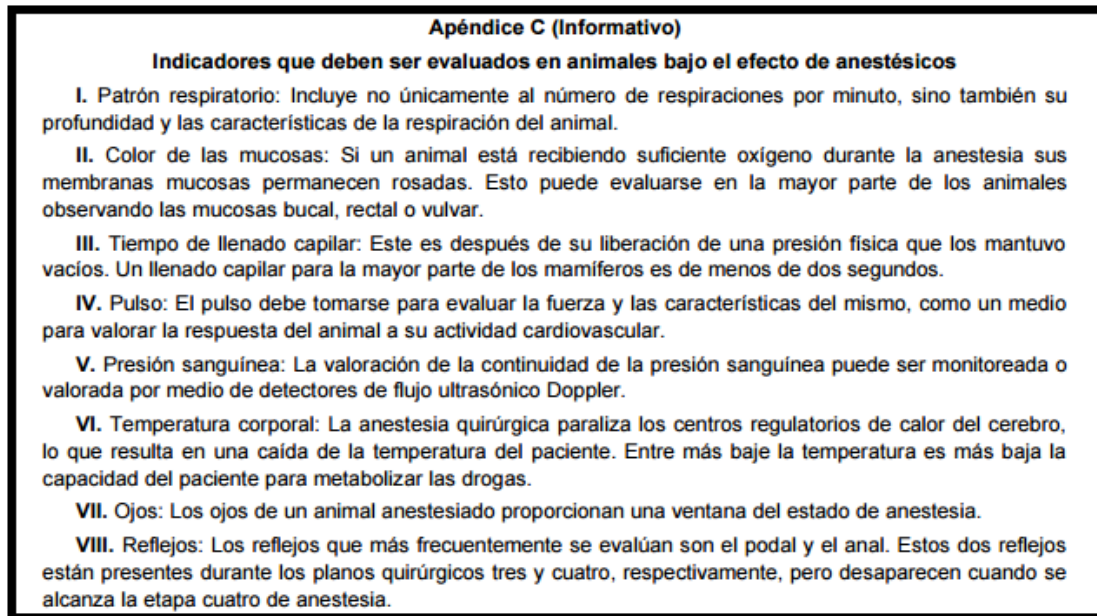 Apéndice C (Informativo)
Indicadores que deben ser evaluados en animales bajo el efecto de anestésicos
I. Patrón respiratorio: Incluye no únicamente al número de respiraciones por minuto, sino también su
profundidad y las características de la respiración del animal.
II. Color de las mucosas: Si un animal está recibiendo suficiente oxígeno durante la anestesia sus
membranas mucosas permanecen rosadas. Esto puede evaluarse en la mayor parte de los animales
observando las mucosas bucal, rectal o vulvar.
III. Tiempo de llenado capilar: Este es después de su liberación de una presión física que los mantuvo
vacíos. Un llenado capilar para la mayor parte de los mamíferos es de menos de dos segundos.
IV. Pulso: El pulso debe tomarse para evaluar la fuerza y las características del mismo, como un medio
para valorar la respuesta del animal a su actividad cardiovascular.
V. Presión sanguínea: La valoración de la continuidad de la presión sanguínea puede ser monitoreada o
valorada por medio de detectores de flujo ultrasónico Doppler.
VI. Temperatura corporal: La anestesia quirúrgica paraliza los centros regulatorios de calor del cerebro,
lo que resulta en una caída de la temperatura del paciente. Entre más baje la temperatura es más baja la
capacidad del paciente para metabolizar las drogas.
VII. Ojos: Los ojos de un animal anestesiado proporcionan una ventana del estado de anestesia.
VIII. Reflejos: Los reflejos que más frecuentemente se evalúan son el podal y el anal. Estos dos reflejos
están presentes durante los planos quirúrgicos tres y cuatro, respectivamente, pero desaparecen cuando se
alcanza la etapa cuatro de anestesia.